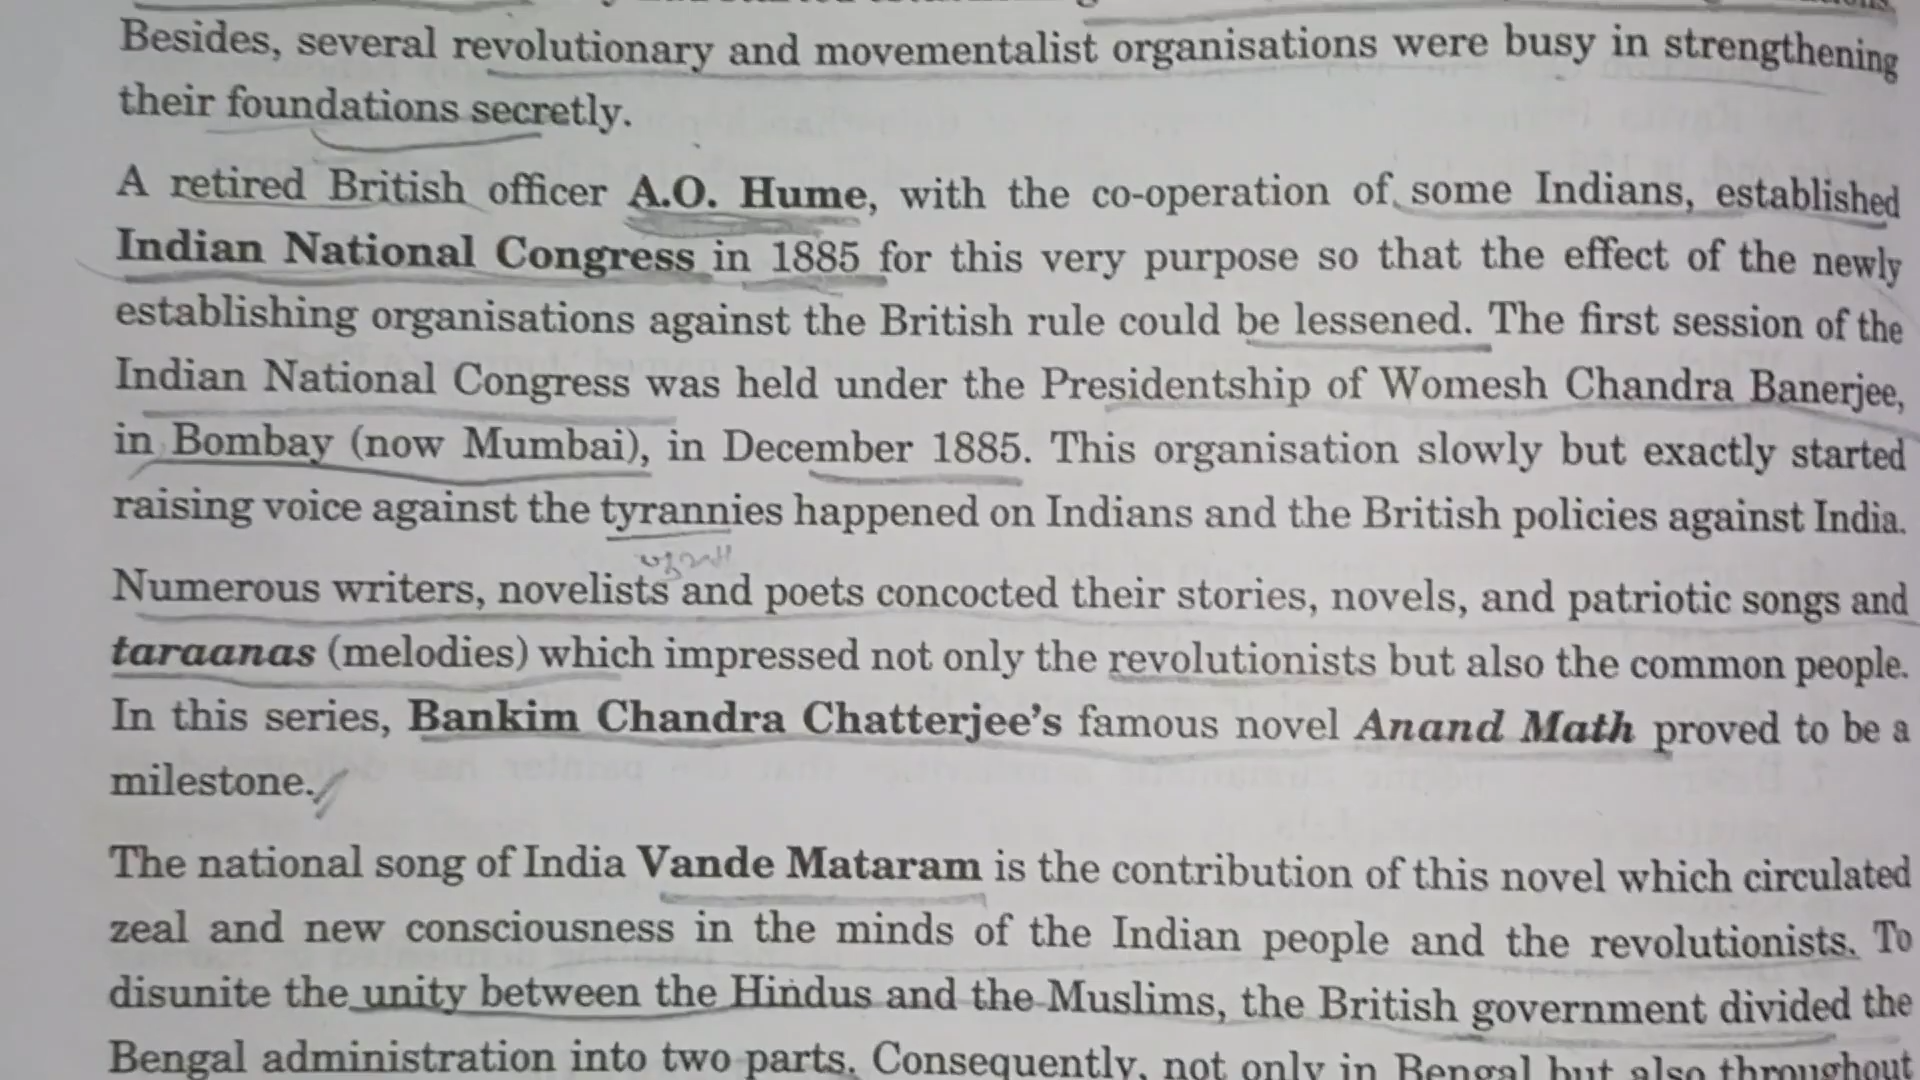 Besides, several revolutionary and movementalist organisations were busy in strengthening
their foundations secretly.
A retired British officer A.O. Hume, with the co-operation of some Indians, established
Indian National Congress in 1885 for this very purpose so that the effect of the newly
establishing organisations against the British rule could be lessened. The first session of the
Indian National Congress was held under the Presidentship of Womesh Chandra Banerjee,
in Bombay (now Mumbai), in December 1885. This organisation slowly but exactly started
raising voice against the tyrannies happened on Indians and the British policies against India.
Numerous writers, novelists and poets concocted their stories, novels, and patriotic songs and
taraanas (melodies) which impressed not only the revolutionists but also the common people.
In this series, Bankim Chandra Chatterjee's famous novel Anand Math proved to be a
milestone.
The national song of India Vande Mataram is the contribution of this novel which circulated
zeal and new consciousness in the minds of the Indian people and the revolutionists. To
disunite the unity between the Hindus and the Muslims, the British government divided the
Bengal administration into two parts. Consequently, not only in Bengal but also throughout